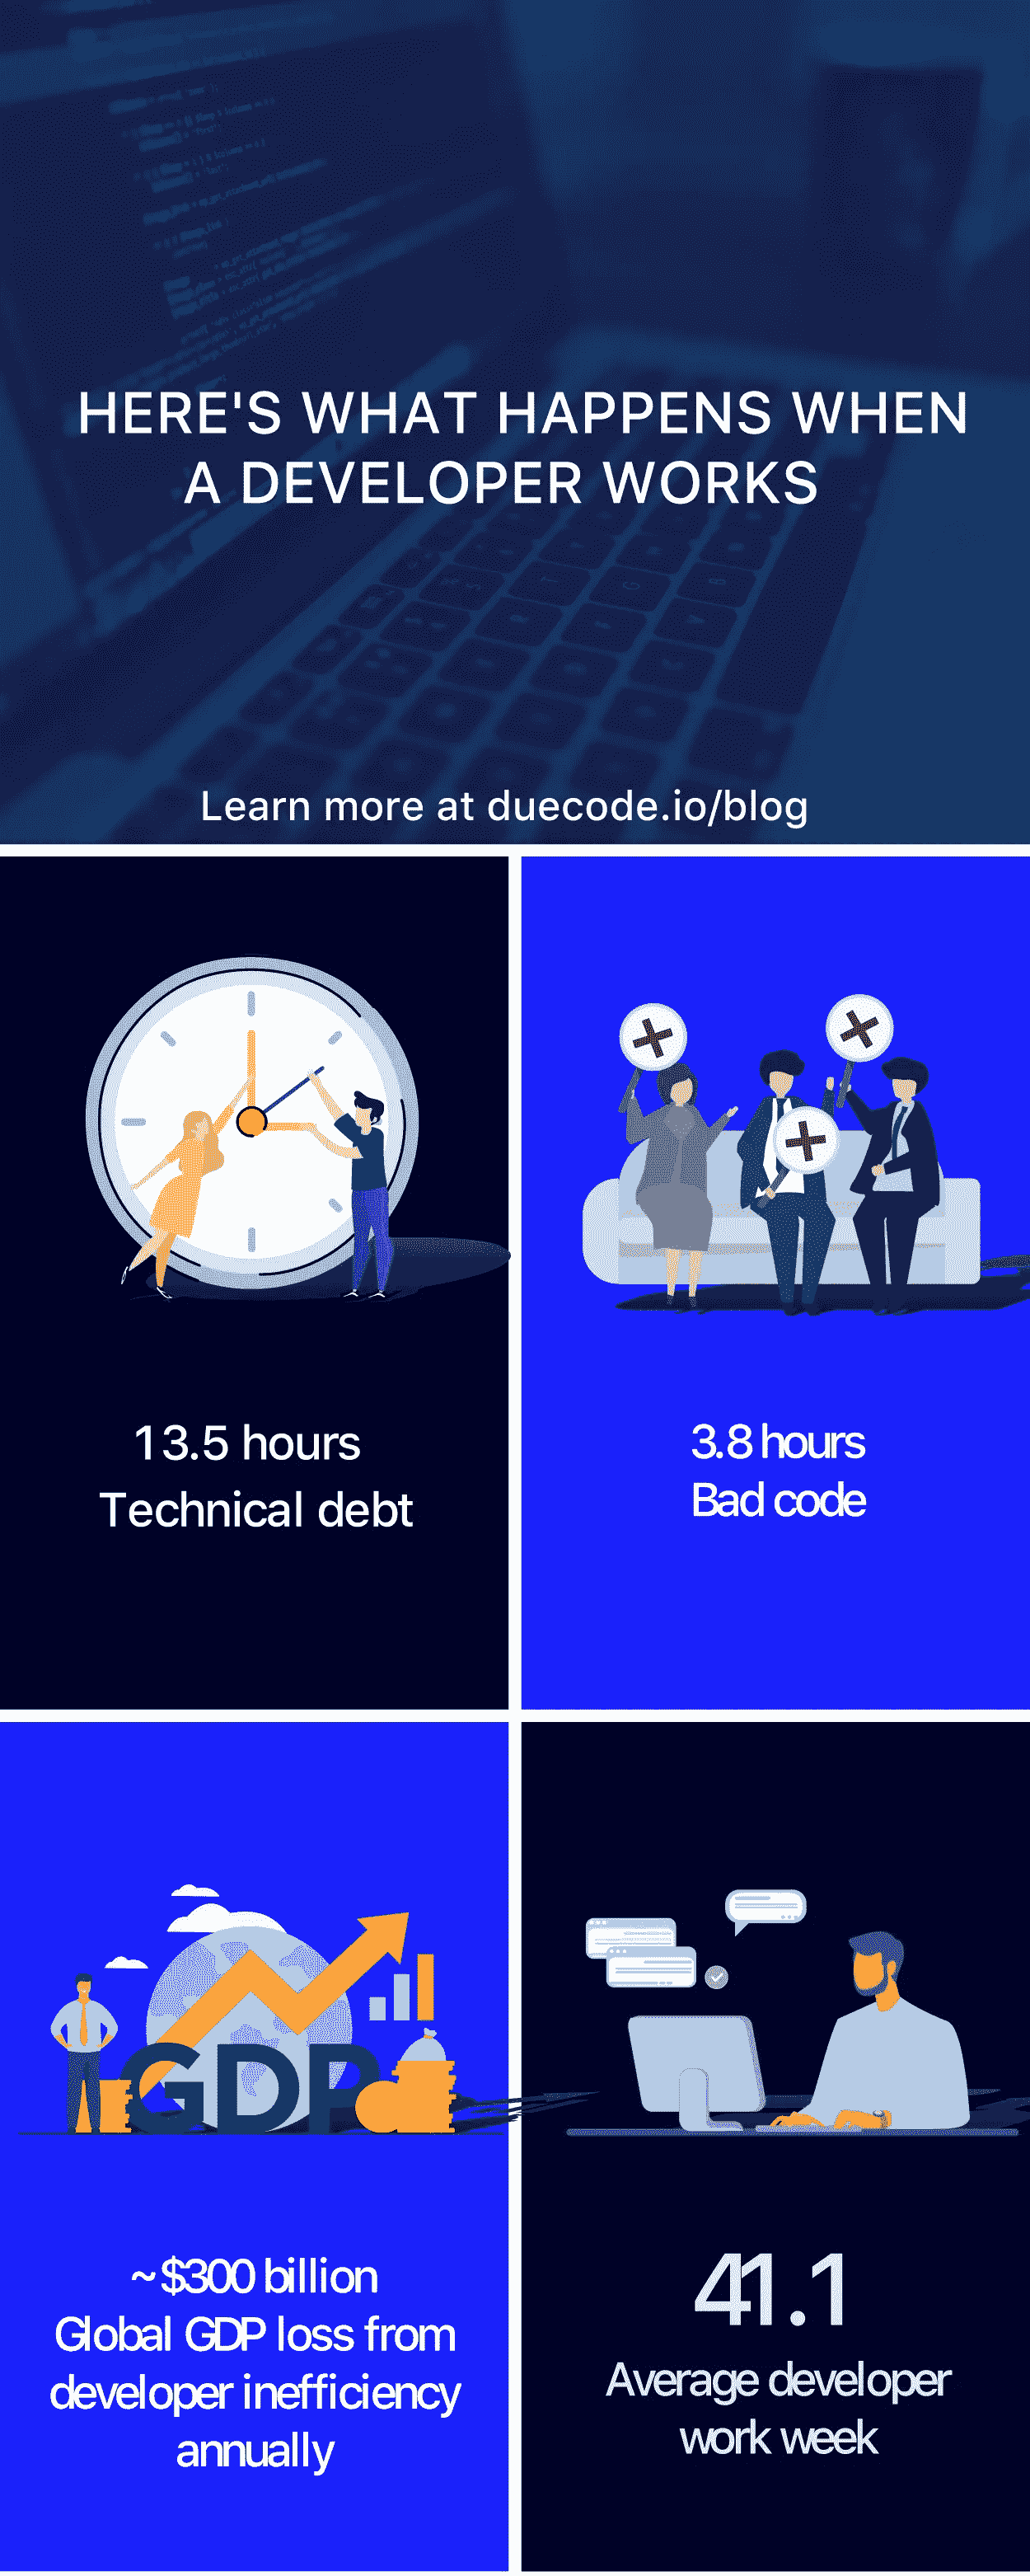 HERE'S WHAT HAPPENS WHEN
A DEVELOPER WORKS
Learn more at duecode.io/blog
13.5 hours
Technical debt
3.8 hours
Bad code
GDP
~$300 billion
Global GDP loss from
developer inefficiency
annually
41.1
Average developer
work week